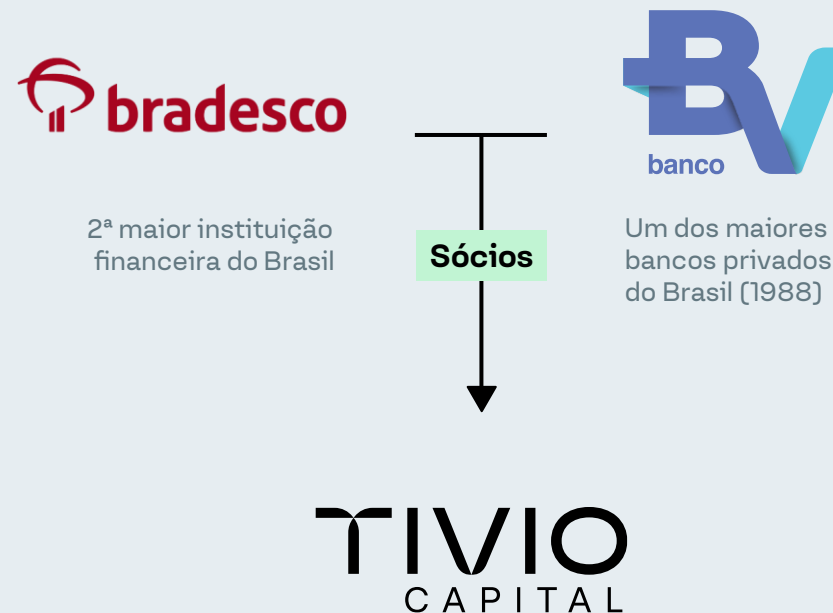 bradesco
BV
banco
2ª maior instituição
financeira do Brasil
Sócios
Um dos maiores
bancos privados
do Brasil (1988)
TIVIO
CAPITAL